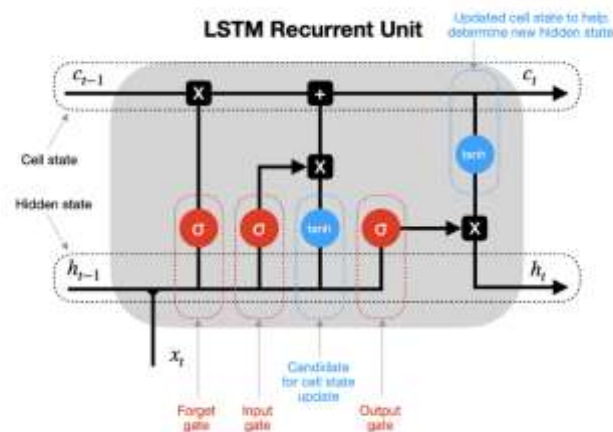 LSTM Recurrent Unit
Updated cell state to help
determine new hidden state
c_{t-1}
c_t
X
+
Cell state
X
tanh
Hidden state
σ
σ
tanh
σ
X
h_{t-1}
h_t
x_t
Forget
gate
Input
gate
Candidate
for cell state
update
Output
gate